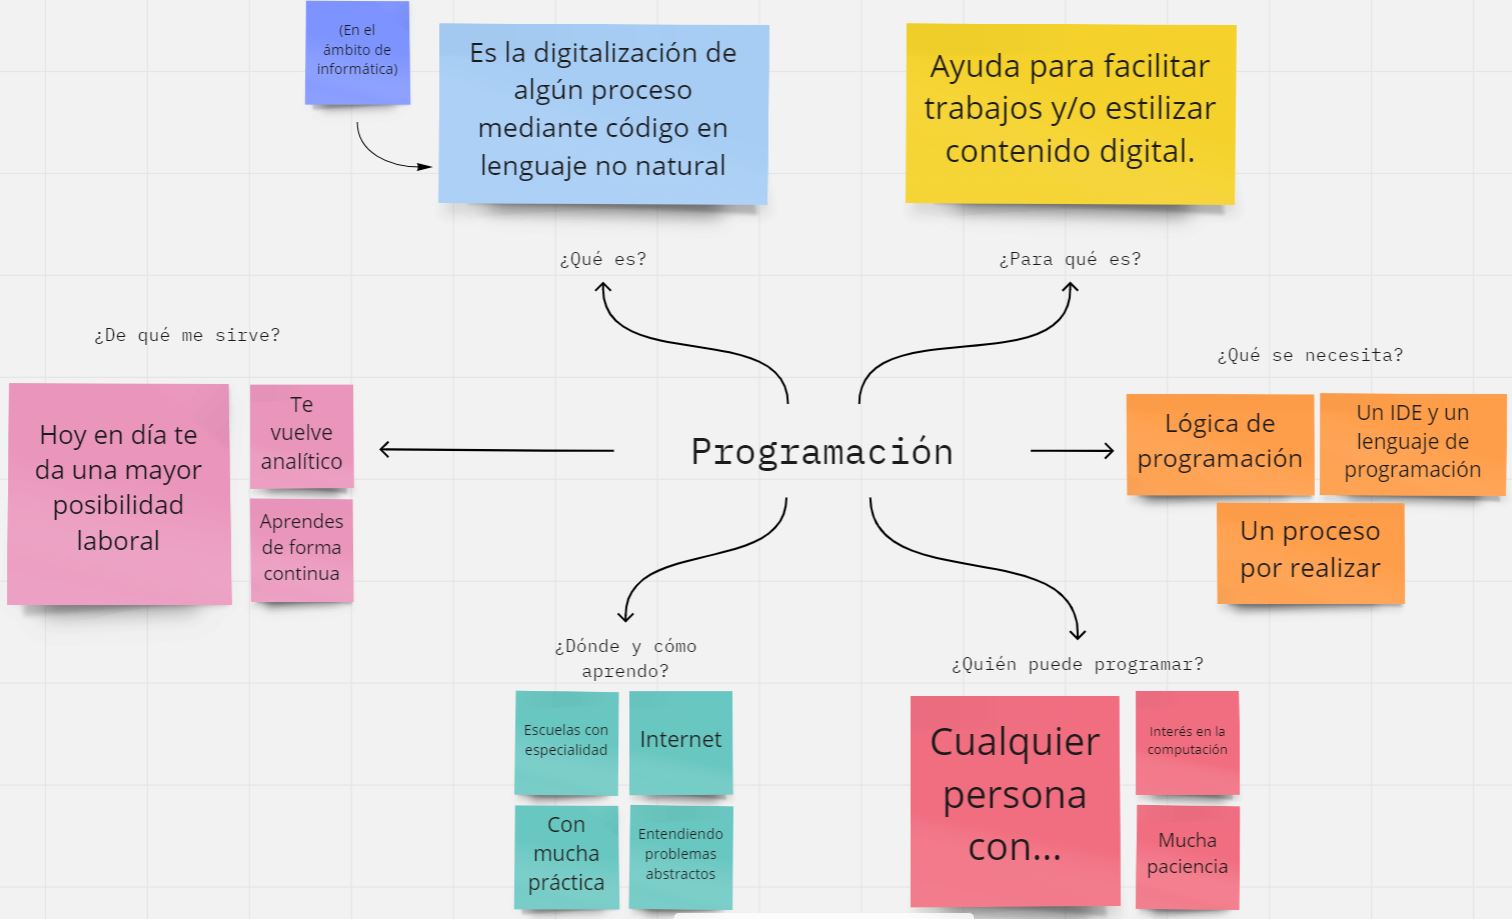 (En el
ámbito de
informática)
Es la digitalización de
algún proceso
mediante código en
lenguaje no natural
Ayuda para facilitar
trabajos y/o estilizar
contenido digital.
¿Qué es?
¿Para qué es?
¿De qué me sirve?
Hoy en día te
da una mayor
posibilidad
laboral
Te
vuelve
analítico
Aprendes
de forma
continua
Programación
¿Qué se necesita?
Lógica de
programación
Un IDE y un
lenguaje de
programación
Un proceso
por realizar
¿Dónde y cómo
aprendo?
Escuelas con
especialidad
Internet
Con
mucha
práctica
Entendiendo
problemas
abstractos
¿Quién puede programar?
Cualquier
persona
con...
Interés en la
computación
Mucha
paciencia